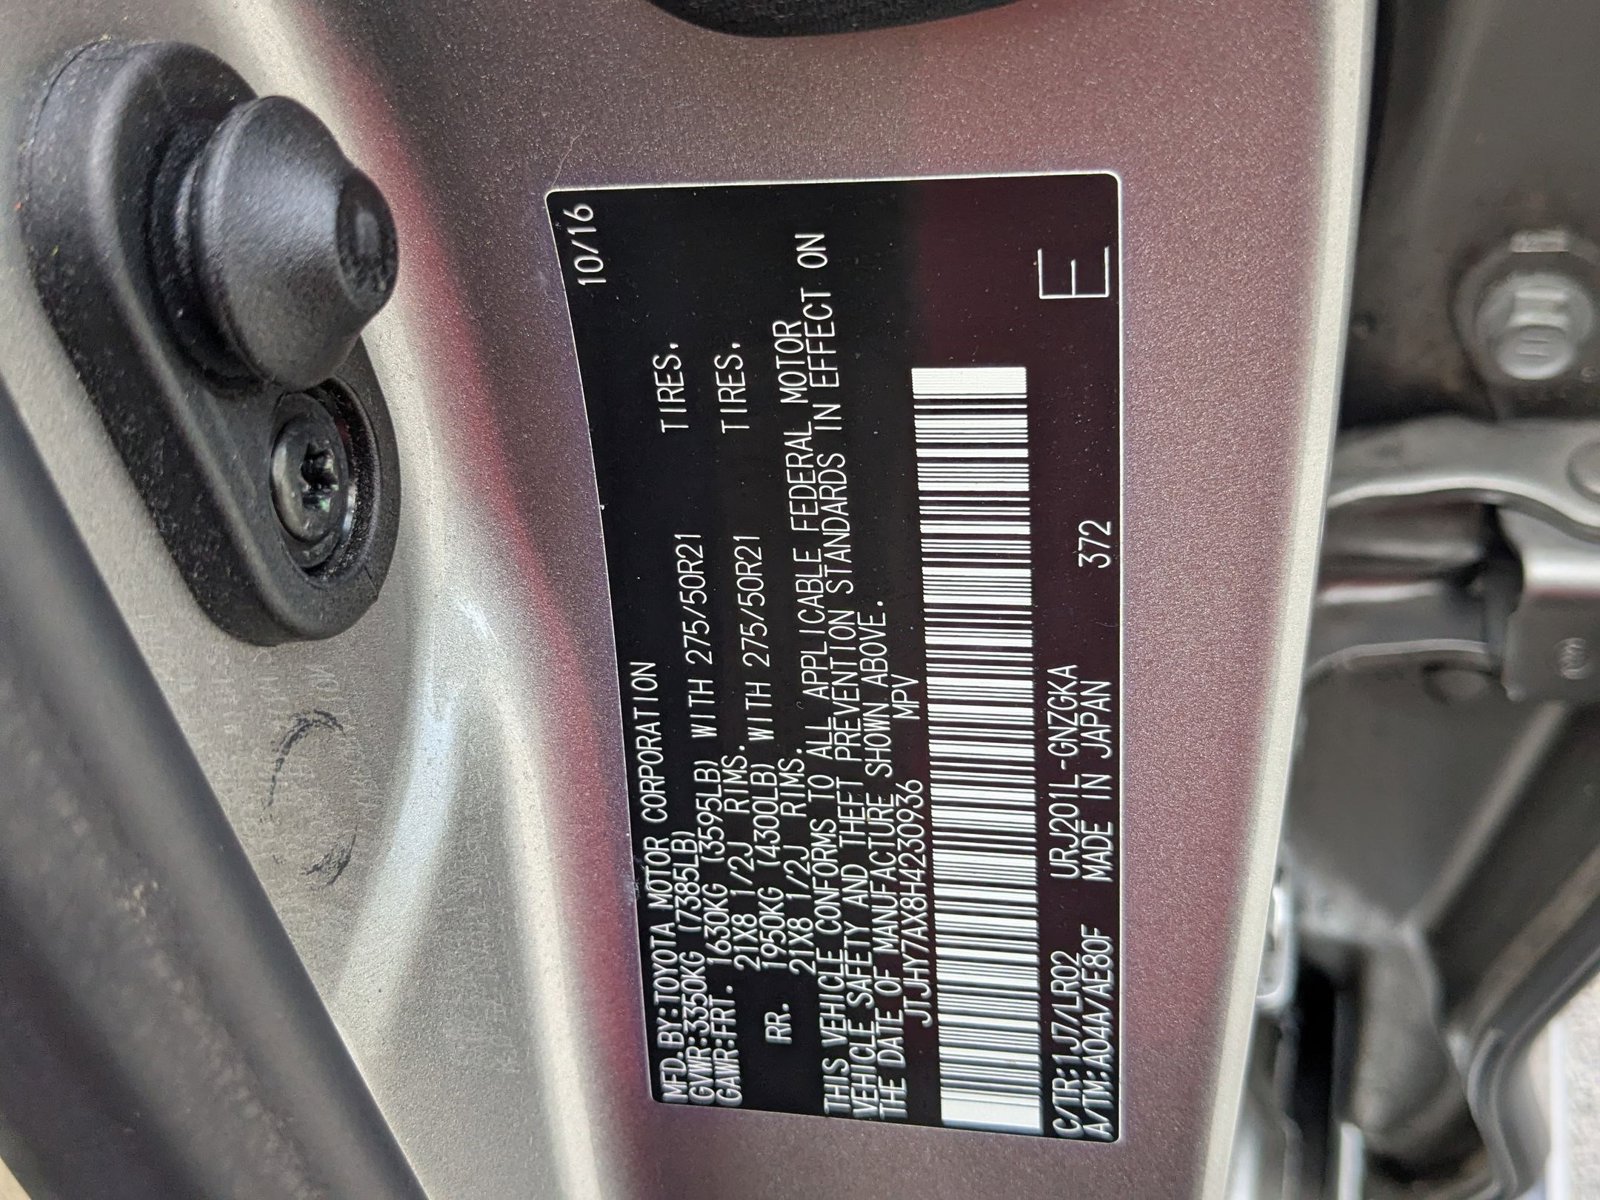 MFD.BY:TOYOTA MOTOR CORPORATION 10/16
GVWR:3350KG (7385LB)
GAWR:FRT. 1630KG (3595LB) WITH 275/50R21 TIRES.
21X8 1/2J RIMS.
RR. 1950KG (4300LB) WITH 275/50R21 TIRES.
21X8 1/2J RIMS.
THIS VEHICLE CONFORMS TO ALL APPLICABLE FEDERAL MOTOR
VEHICLE SAFETY AND THEFT PREVENTION STANDARDS IN EFFECT ON
THE DATE OF MANUFACTURE SHOWN ABOVE.
JTJHY7AX8H4230936 MPV
C/TR:1J7/LR02 URJ201L-GNZGKA E
A/TM:A04A/AE80F MADE IN JAPAN 372